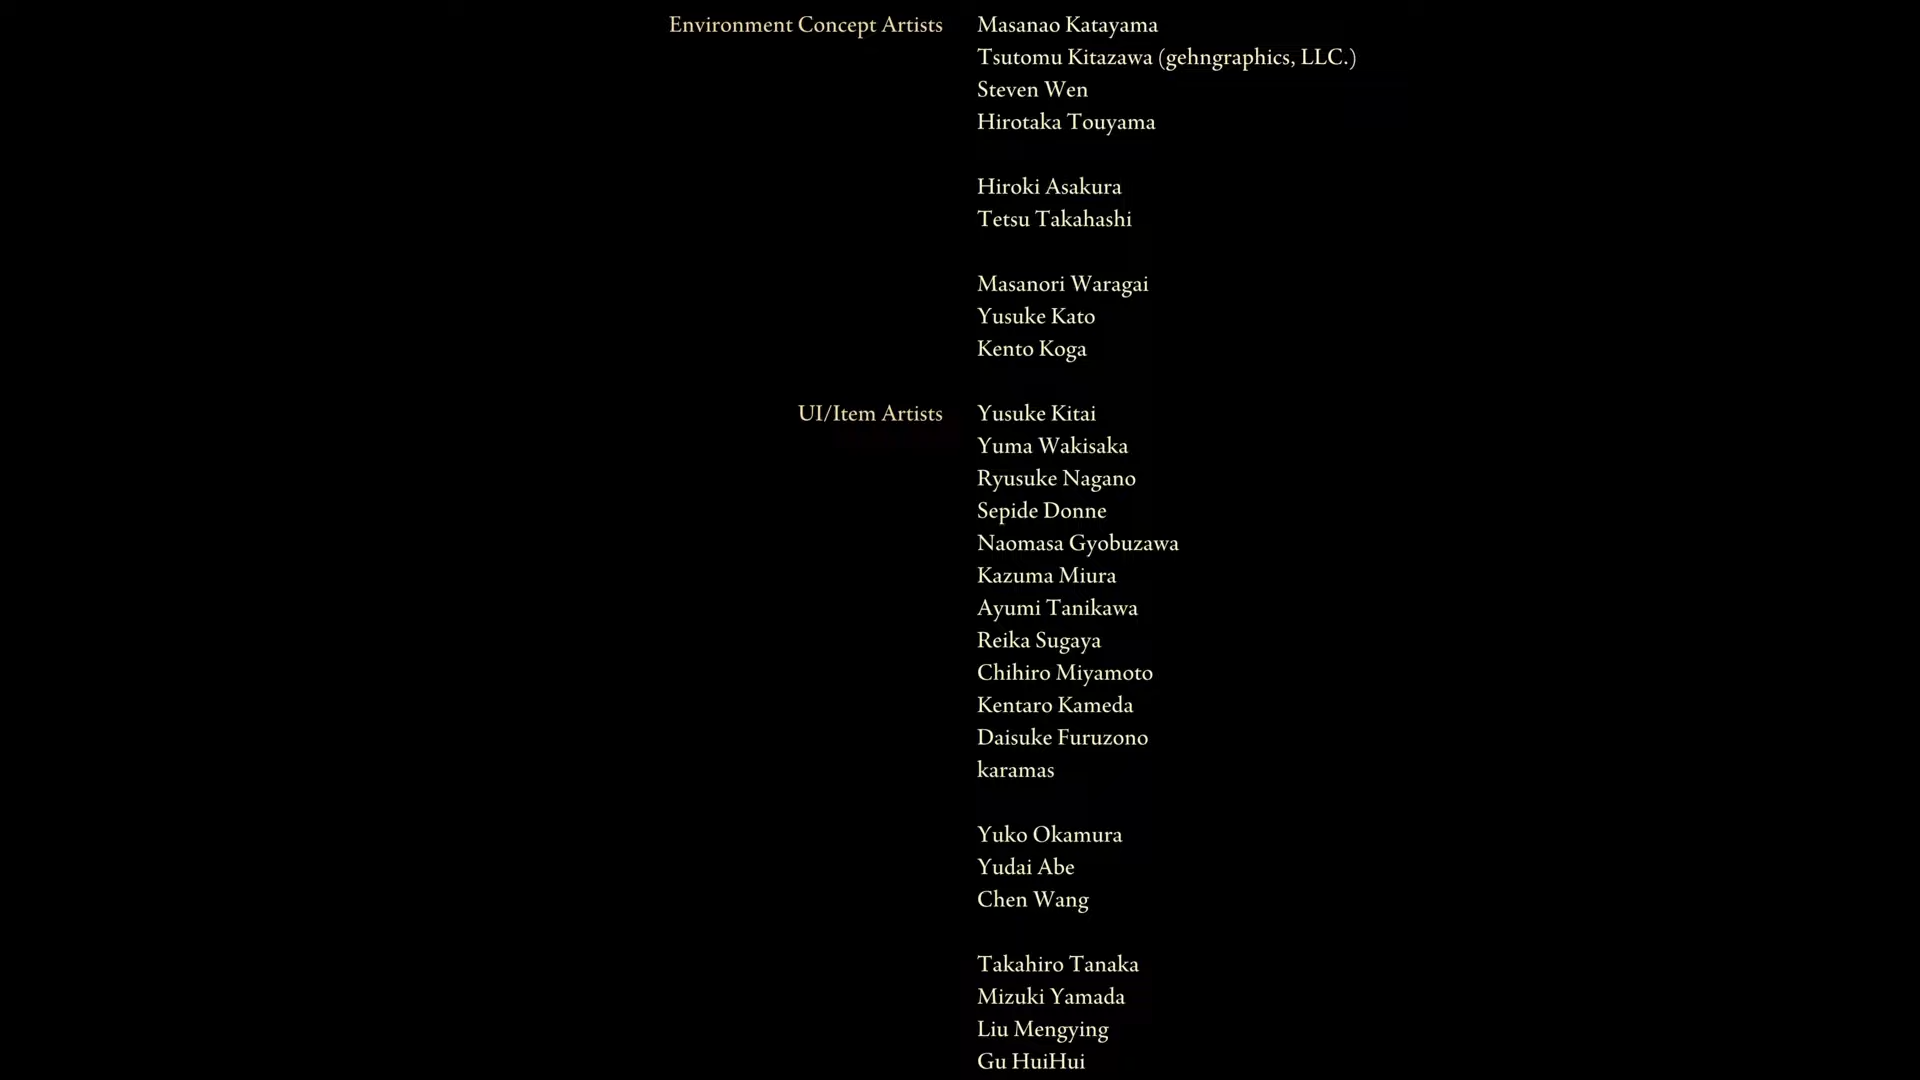 Environment Concept Artists Masanao Katayama
Tsutomu Kitazawa (gehngraphics, LLC.)
Steven Wen
Hirotaka Touyama
Hiroki Asakura
Tetsu Takahashi
Masanori Waragai
Yusuke Kato
Kento Koga
UI/Item Artists Yusuke Kitai
Yuma Wakisaka
Ryusuke Nagano
Sepide Donne
Naomasa Gyobuzawa
Kazuma Miura
Ayumi Tanikawa
Reika Sugaya
Chihiro Miyamoto
Kentaro Kameda
Daisuke Furuzono
karamas
Yuko Okamura
Yudai Abe
Chen Wang
Takahiro Tanaka
Mizuki Yamada
Liu Mengying
Gu HuiHui